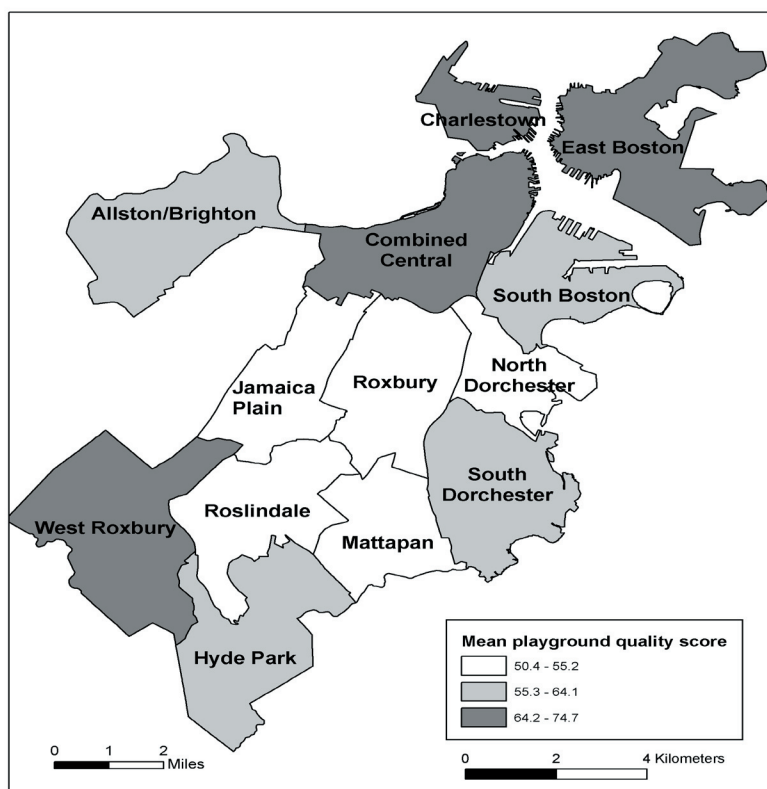 Charlestown
East Boston
Allston/Brighton
Combined
Central
South Boston
North
Dorchester
Jamaica
Plain
Roxbury
South
Dorchester
West Roxbury
Roslindale
Mattapan
Hyde Park
Mean playground quality score
50.4 - 55.2
55.3 - 64.1
64.2 - 74.7
0 1 2
Miles
0 2 4 Kilometers